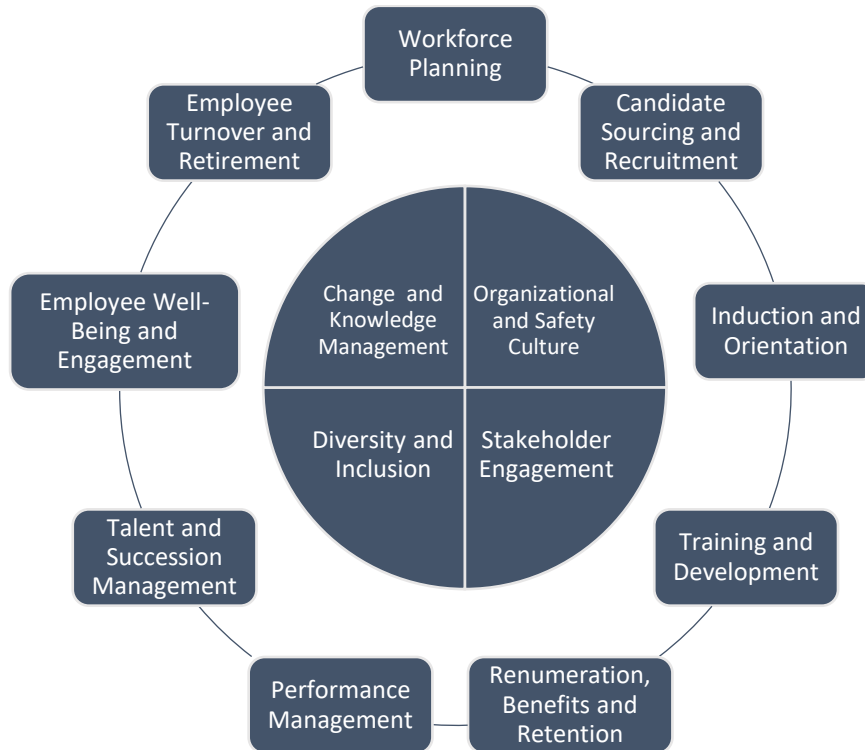 Workforce
Planning
Candidate
Sourcing and
Recruitment
Induction and
Orientation
Training and
Development
Renumeration,
Benefits and
Retention
Performance
Management
Talent and
Succession
Management
Employee Well-
Being and
Engagement
Employee
Turnover and
Retirement
Change and
Knowledge
Management
Organizational
and Safety
Culture
Diversity and
Inclusion
Stakeholder
Engagement